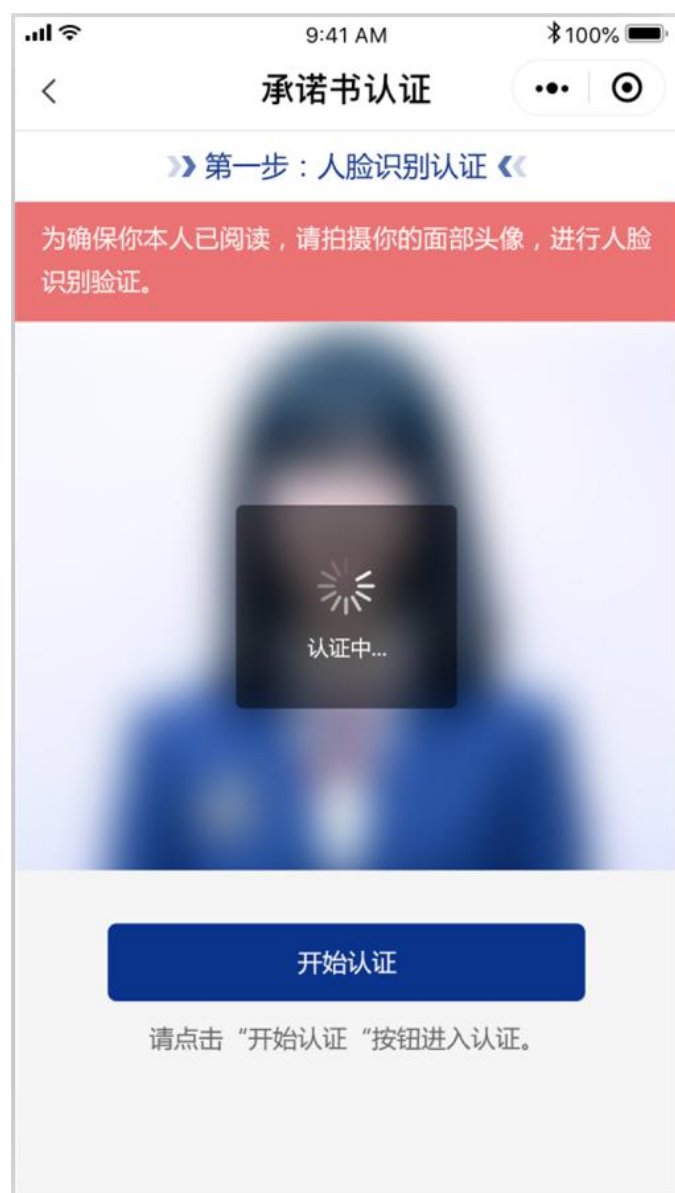 9:41 AM
100%
承诺书认证
第一步：人脸识别认证
为确保你本人已阅读，请拍摄你的面部头像，进行人脸
识别验证。
认证中...
开始认证
请点击“开始认证“按钮进入认证。